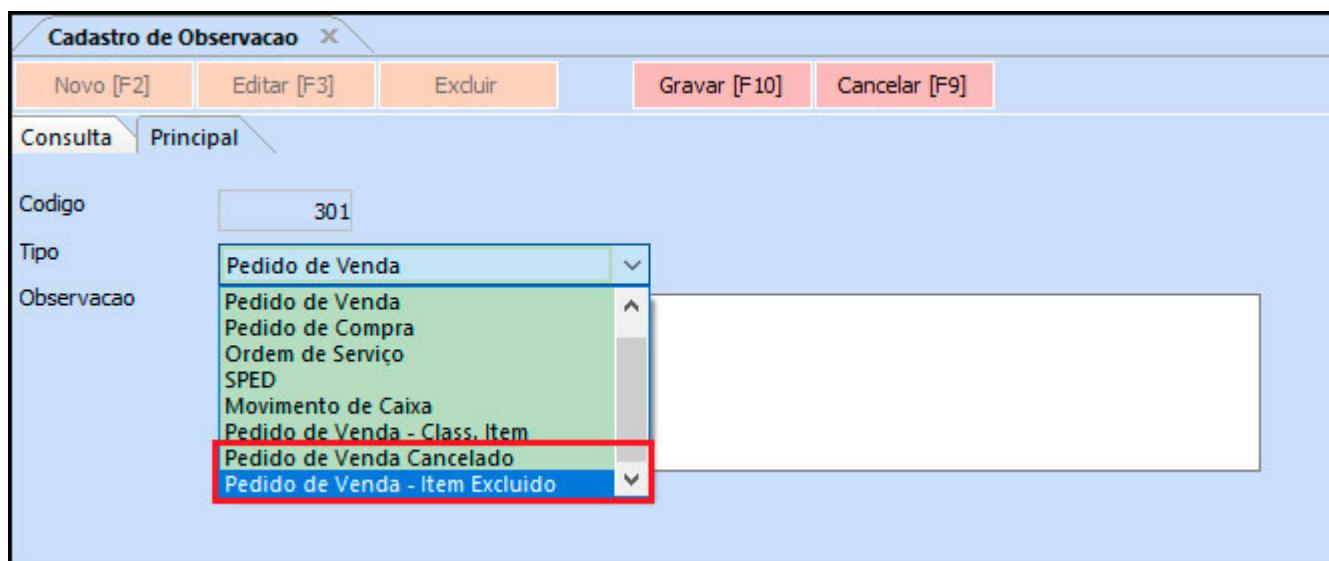 Cadastro de Observacao
Novo [F2] Editar [F3] Excluir Gravar [F10] Cancelar [F9]
Consulta Principal
Codigo 301
Tipo Pedido de Venda
Observacao
Pedido de Venda
Pedido de Compra
Ordem de Serviço
SPED
Movimento de Caixa
Pedido de Venda - Class. Item
Pedido de Venda Cancelado
Pedido de Venda - Item Excluido